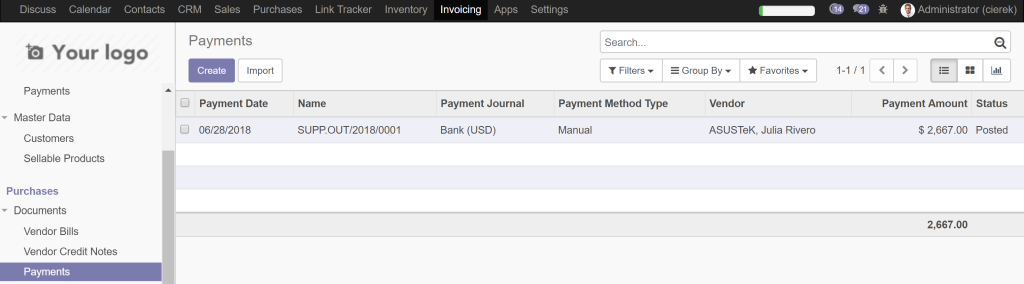 Discuss Calendar Contacts CRM Sales Purchases Link Tracker Inventory Invoicing Apps Settings 14 21 Administrator (cierek)
Your logo
Payments
Master Data
Customers
Sellable Products
Purchases
Documents
Vendor Bills
Vendor Credit Notes
Payments
Payments
Search...
Create Import
Filters Group By Favorites 1-1 / 1
Payment Date Name Payment Journal Payment Method Type Vendor Payment Amount Status
06/28/2018 SUPP.OUT/2018/0001 Bank (USD) Manual ASUSTeK, Julia Rivero $ 2,667.00 Posted
2,667.00